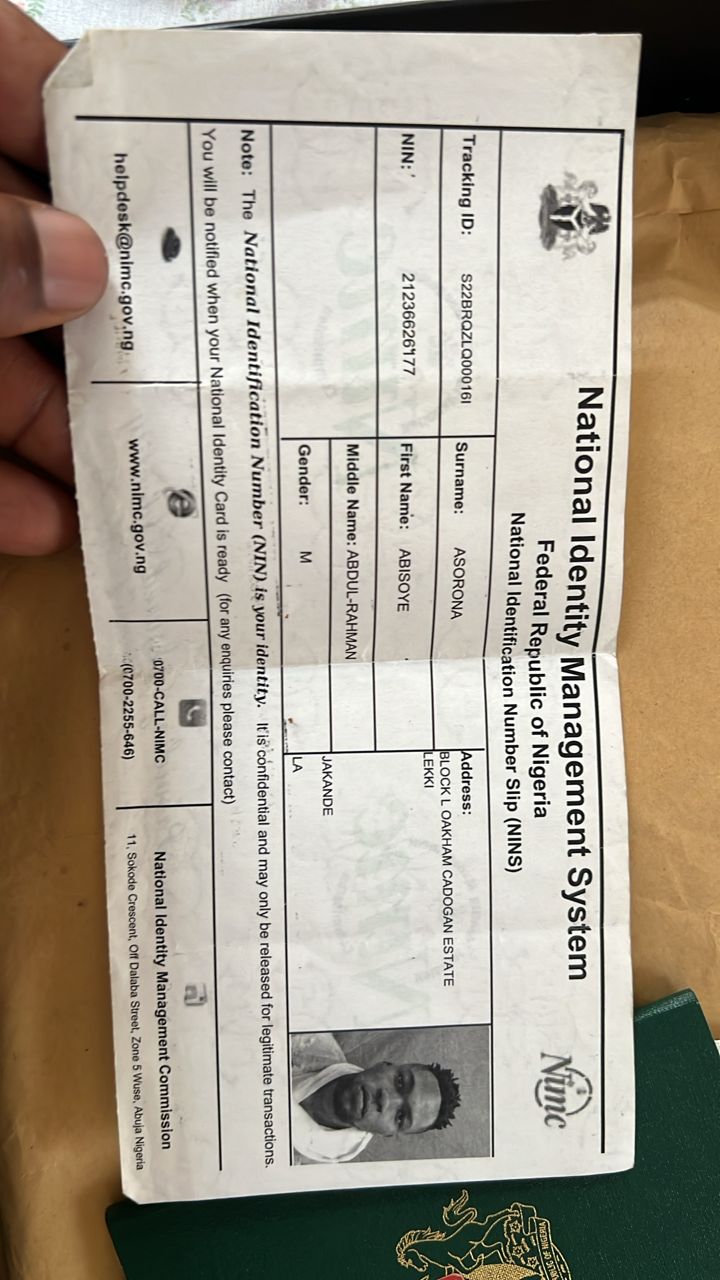 National Identity Management System
Federal Republic of Nigeria
National Identification Number Slip (NINS)
Nimc
Tracking ID: S22BRQZLQ00016I
Surname: ASORONA
Address:
BLOCK L OAKHAM CADOGAN ESTATE
LEKKI
NIN: 21236626177
First Name: ABISOYE
Middle Name: ABDUL-RAHMAN
JAKANDE
Gender: M
LA
Note: The National Identification Number (NIN) is your identity. It is confidential and may only be released for legitimate transactions.
You will be notified when your National Identity Card is ready (for any enquiries please contact)
helpdesk@nimc.gov.ng
www.nimc.gov.ng
0700-CALL-NIMC
(0700-2255-646)
National Identity Management Commission
11, Sokode Crescent, Off Dalaba Street, Zone 5 Wuse, Abuja Nigeria